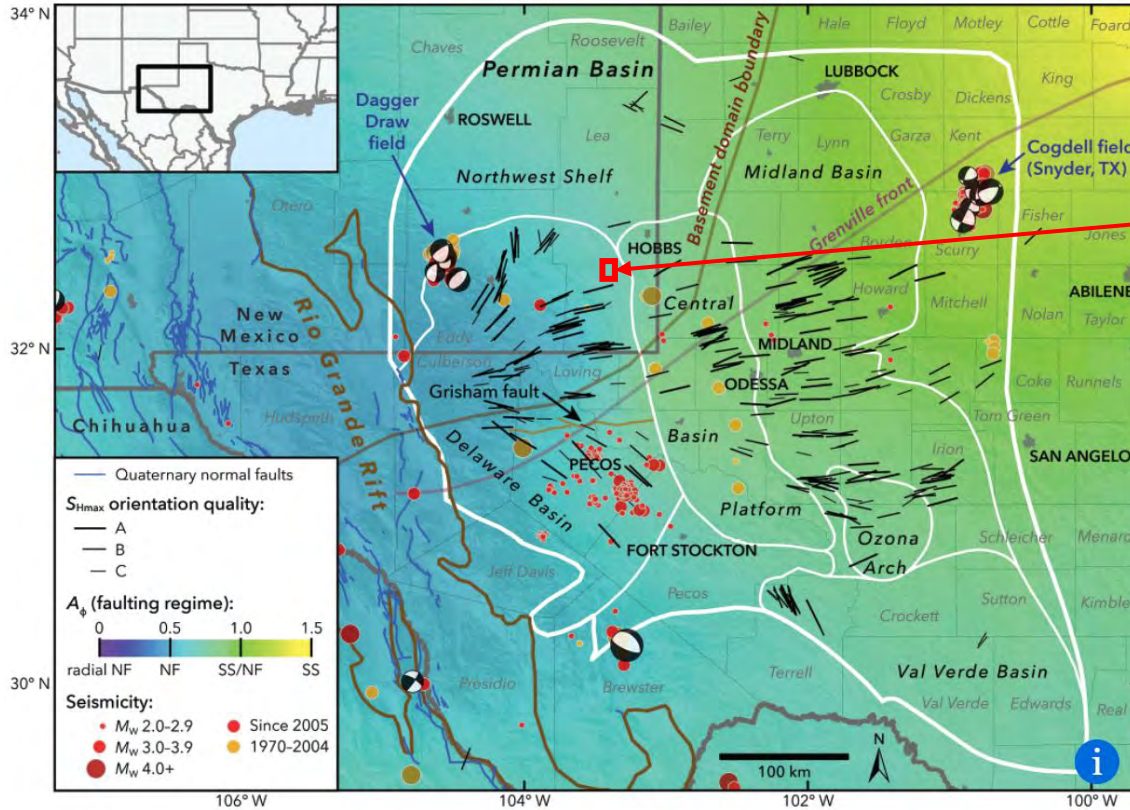 34° N
32° N
30° N
106° W
104° W
102° W
100° W
Chaves
Roosevelt
Bailey
Hale
Floyd
Motley
Cottle
Foard
Permian Basin
LUBBOCK
King
Dagger
Draw
field
ROSWELL
Lea
Basement domain boundary
Crosby
Dickens
Terry
Lynn
Garza
Kent
Cogdell field
(Snyder, TX)
Northwest Shelf
Midland Basin
Grenville front
Otero
HOBBS
Borden
Scurry
Fisher
Jones
New
Mexico
Texas
Rio Grande Rift
Eddy
Culberson
Loving
Central
Howard
Mitchell
ABILENE
Nolan
Taylor
MIDLAND
ODESSA
Coke
Runnels
Chihuahua
Hudspeth
Grisham fault
Upton
Tom Green
Basin
Irion
SAN ANGELO
Delaware Basin
PECOS
Platform
FORT STOCKTON
Ozona
Arch
Schleicher
Menard
Jeff Davis
Pecos
Crockett
Sutton
Kimble
Presidio
Brewster
Terrell
Val Verde Basin
Val Verde
Edwards
Real
Quaternary normal faults
SHmax orientation quality:
A
B
C
Aϕ (faulting regime):
0 0.5 1.0 1.5
radial NF NF SS/NF SS
Seismicity:
Mw 2.0–2.9
Mw 3.0–3.9
Mw 4.0+
Since 2005
1970–2004
N
100 km
i